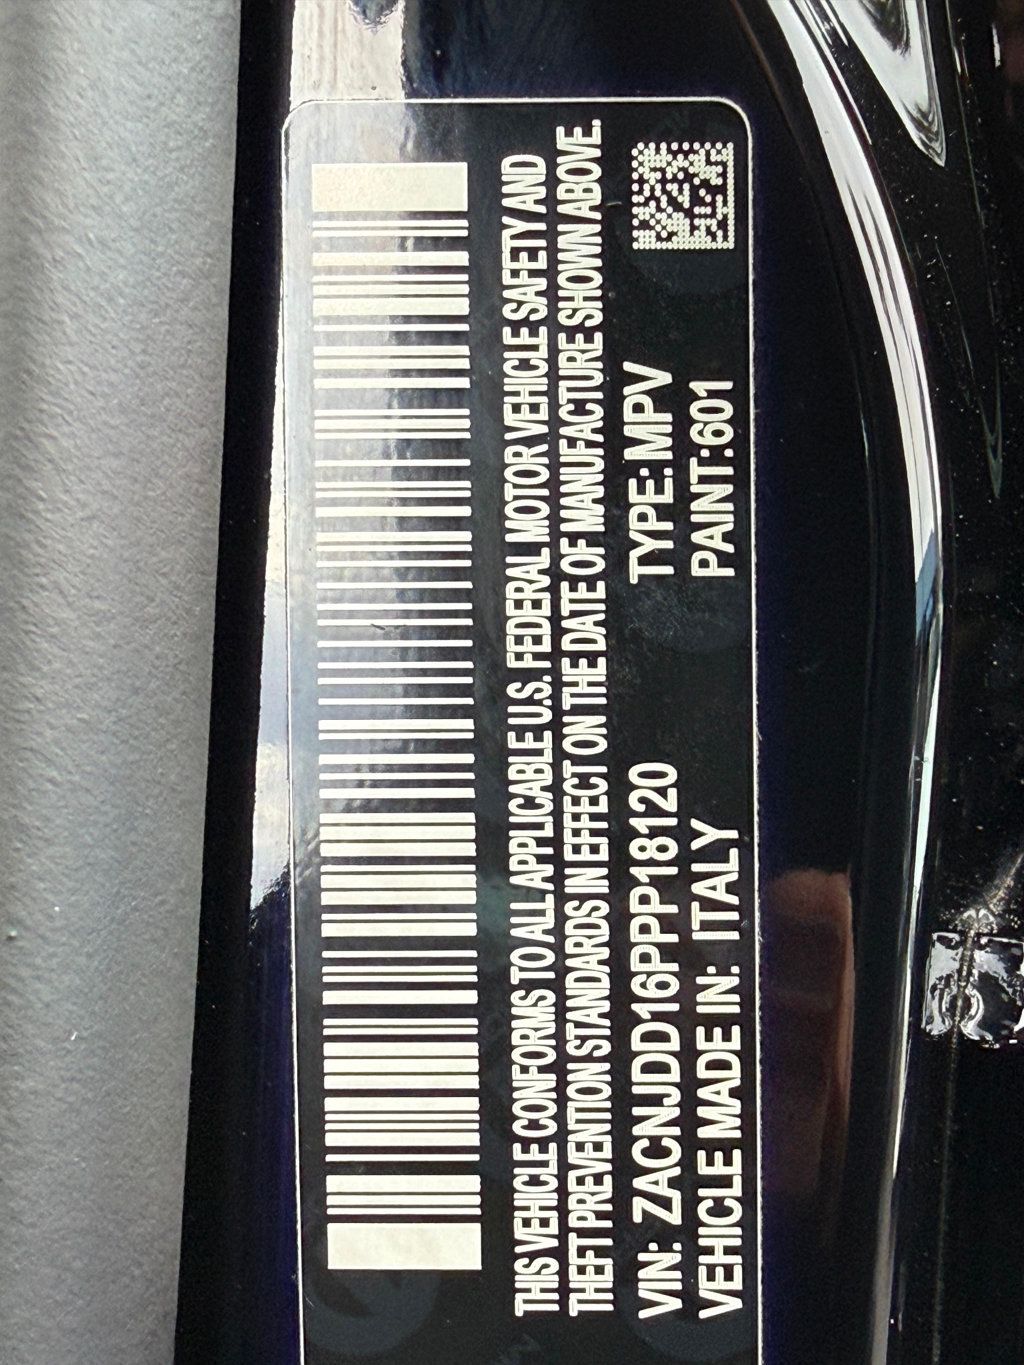 THIS VEHICLE CONFORMS TO ALL APPLICABLE U.S. FEDERAL MOTOR VEHICLE SAFETY AND
THEFT PREVENTION STANDARDS IN EFFECT ON THE DATE OF MANUFACTURE SHOWN ABOVE.
VIN: ZACNJDD16PPP18120 TYPE: MPV
VEHICLE MADE IN: ITALY PAINT:601